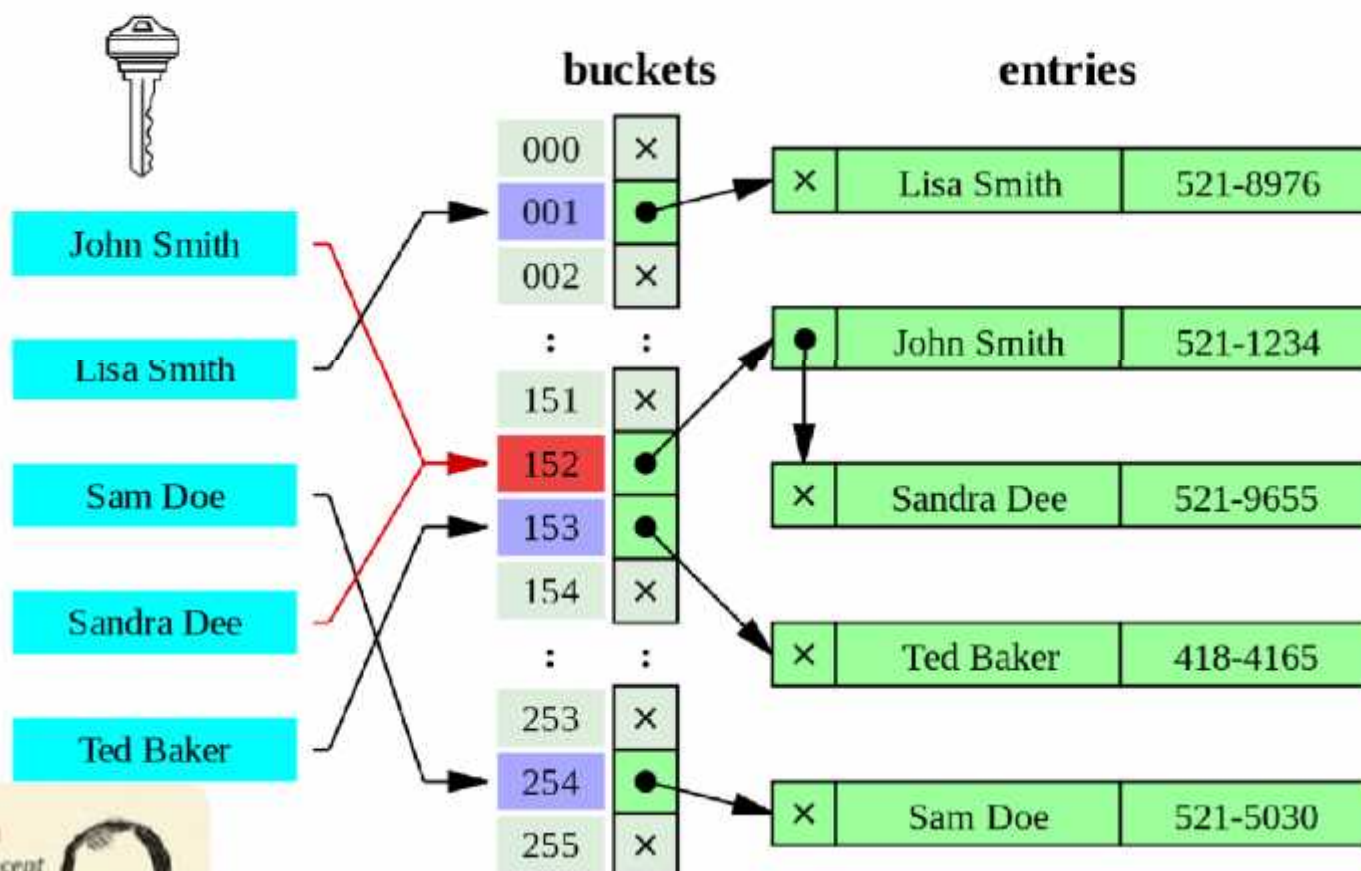 buckets entries
000 ×
001 × Lisa Smith 521-8976
John Smith
002 ×
: : × John Smith 521-1234
Lisa Smith
151 ×
152
Sam Doe × Sandra Dee 521-9655
153
154 ×
Sandra Dee
: : × Ted Baker 418-4165
253 ×
Ted Baker
254
255 × × Sam Doe 521-5030